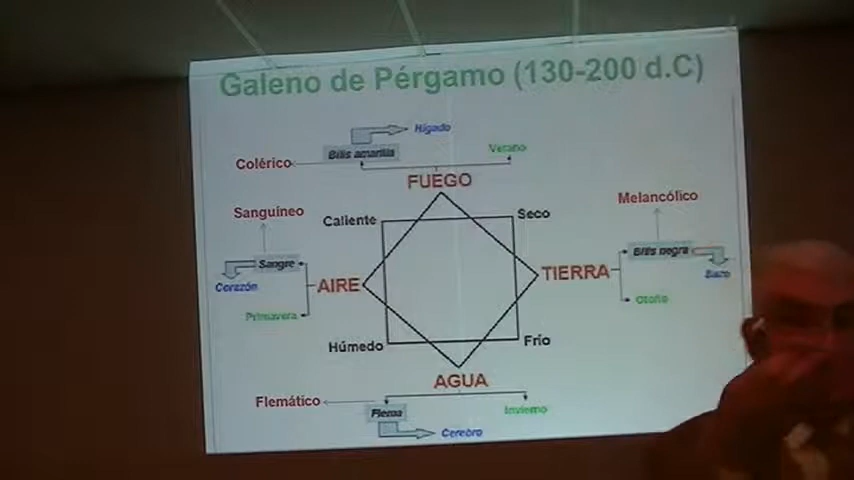 Galeno de Pérgamo (130-200 d.C)
Hígado
Bilis amarilla
Verano
Colérico
FUEGO
Melancólico
Sanguíneo
Caliente
Seco
Sangre
Bilis negra
Corazón
AIRE
TIERRA
Bazo
Primavera
Otoño
Húmedo
Frío
AGUA
Flemático
Flema
Invierno
Cerebro